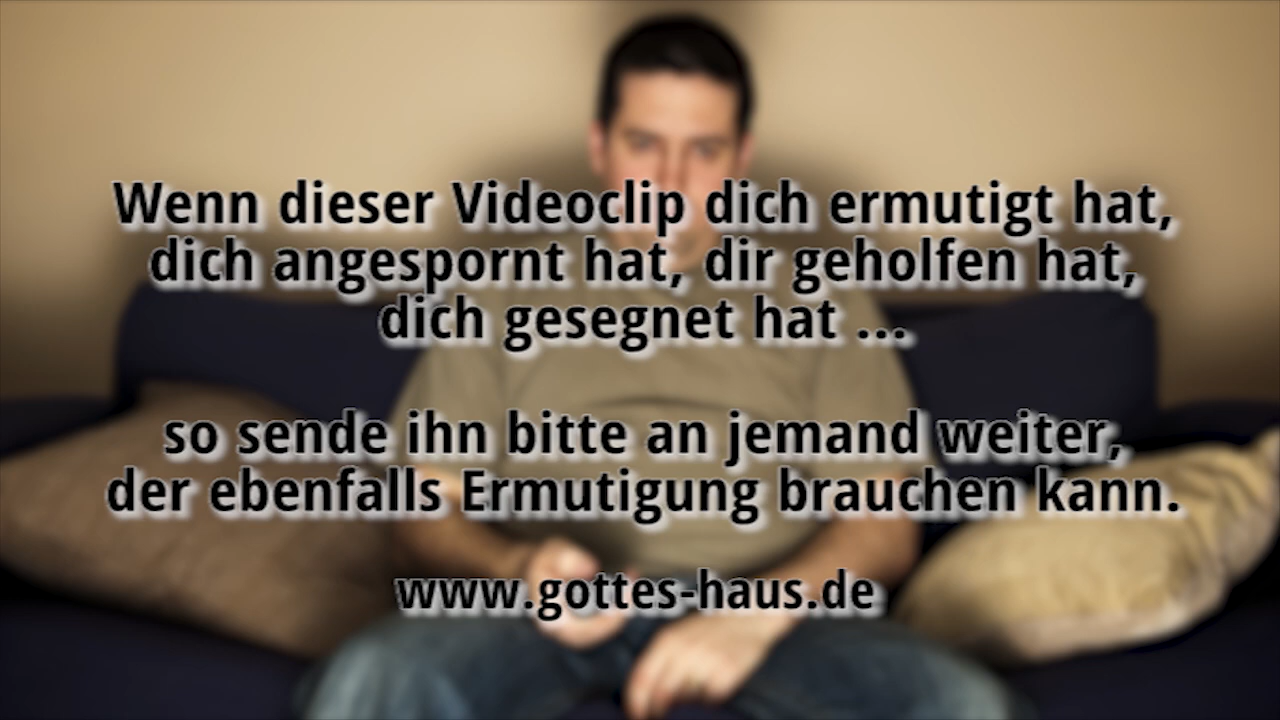 Wenn dieser Videoclip dich ermutigt hat,
dich angespornt hat, dir geholfen hat,
dich gesegnet hat ...
so sende ihn bitte an jemand weiter,
der ebenfalls Ermutigung brauchen kann.
www.gottes-haus.de